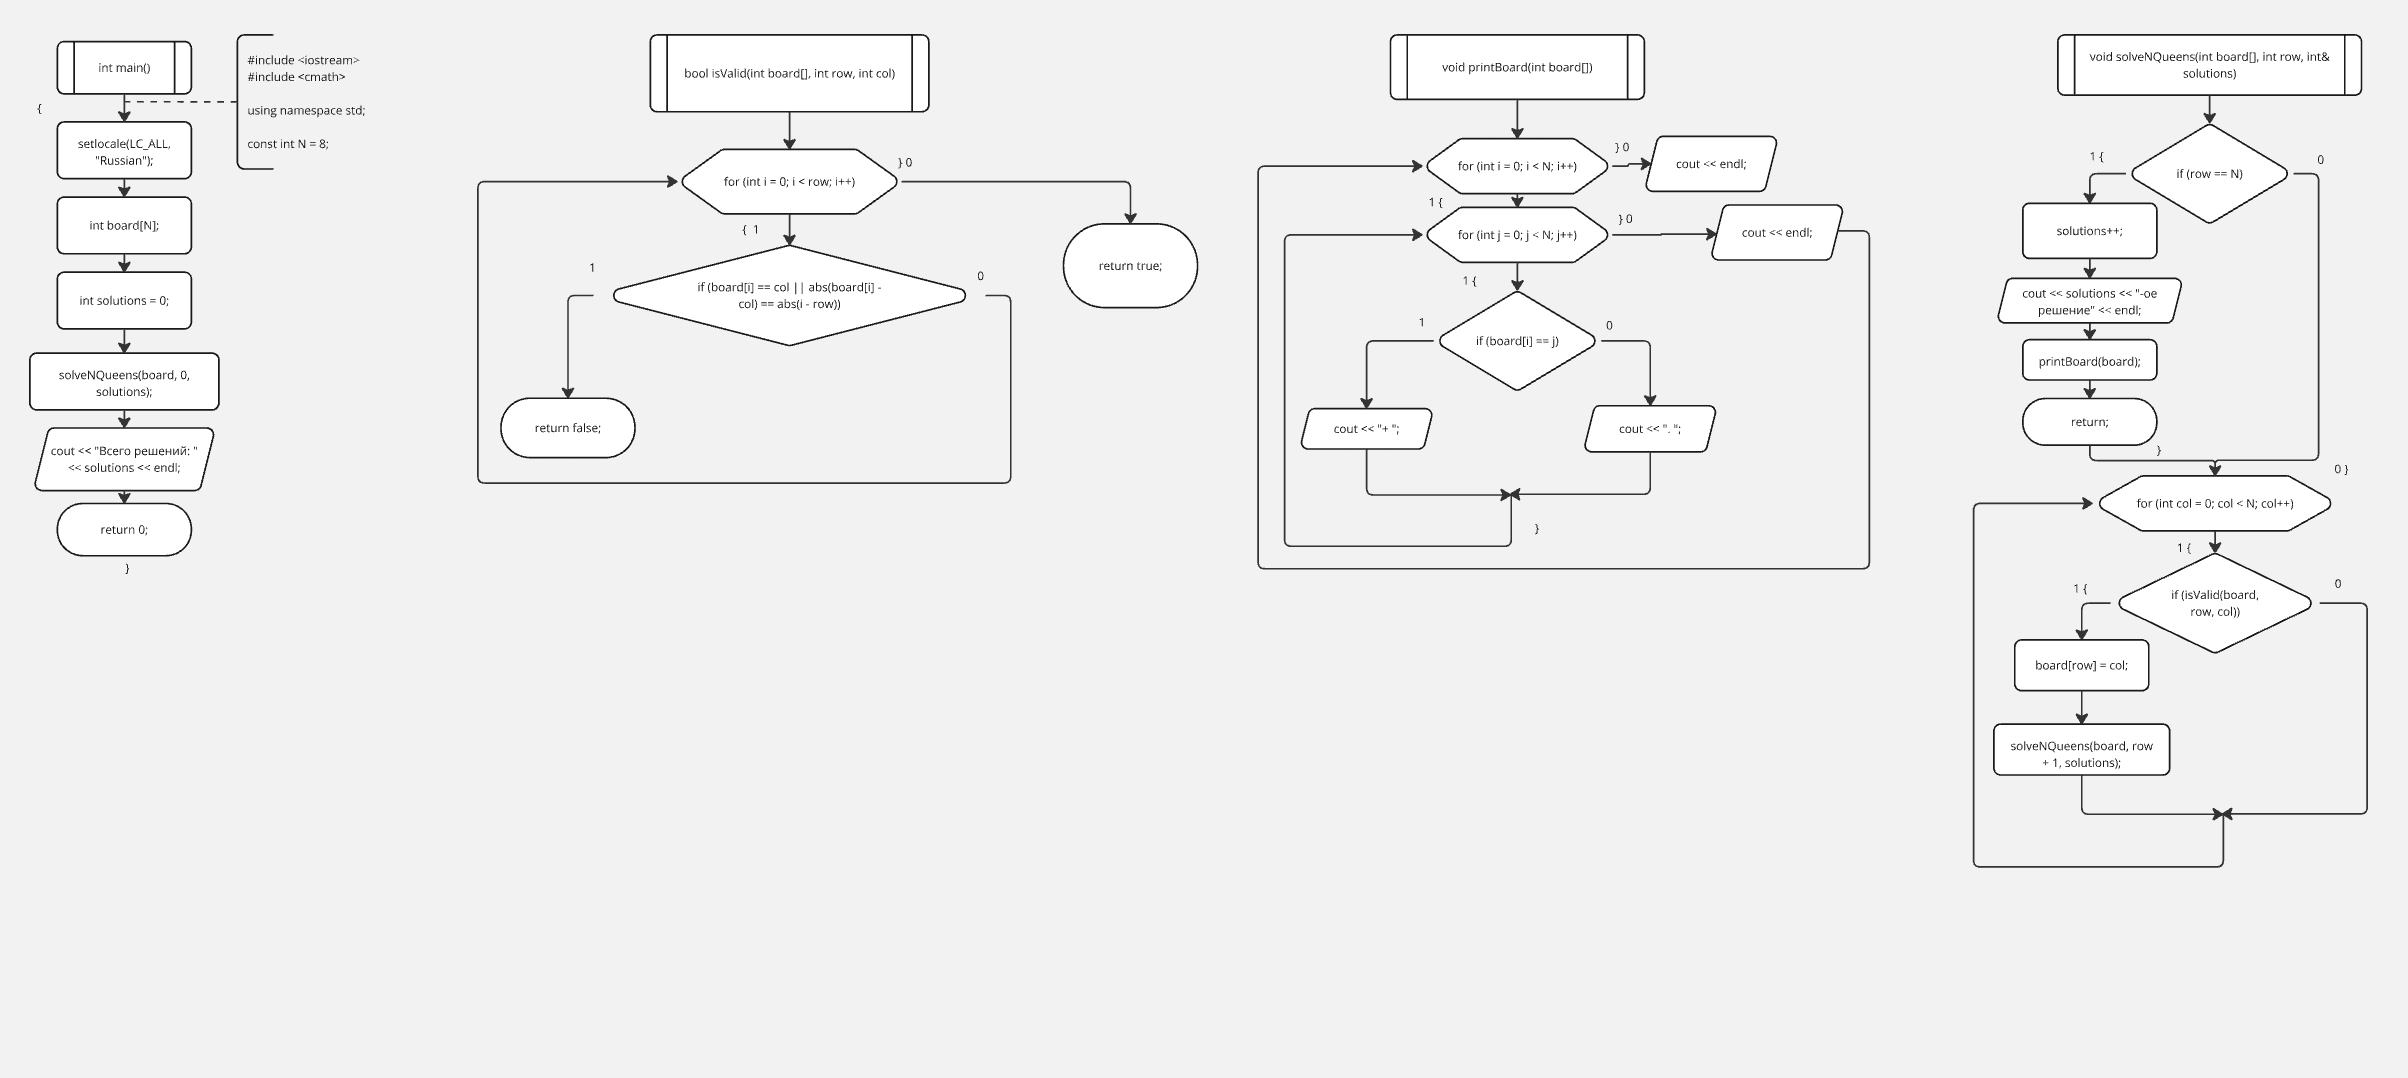 int main()
{
#include <iostream>
#include <cmath>
using namespace std;
const int N = 8;
setlocale(LC_ALL,
"Russian");
int board[N];
int solutions = 0;
solveNQueens(board, 0,
solutions);
cout << "Всего решений: "
<< solutions << endl;
return 0;
}
bool isValid(int board[], int row, int col)
for (int i = 0; i < row; i++)
} 0
{ 1
return true;
1
if (board[i] == col || abs(board[i] -
col) == abs(i - row))
0
return false;
void printBoard(int board[])
for (int i = 0; i < N; i++)
} 0
cout << endl;
1 {
for (int j = 0; j < N; j++)
} 0
cout << endl;
1 {
1
if (board[i] == j)
0
cout << "+ ";
cout << ". ";
}
void solveNQueens(int board[], int row, int&
solutions)
1 {
if (row == N)
0
solutions++;
cout << solutions << "-ое
решение" << endl;
printBoard(board);
return;
}
0 }
for (int col = 0; col < N; col++)
1 {
1 {
if (isValid(board,
row, col))
0
board[row] = col;
solveNQueens(board, row
+ 1, solutions);